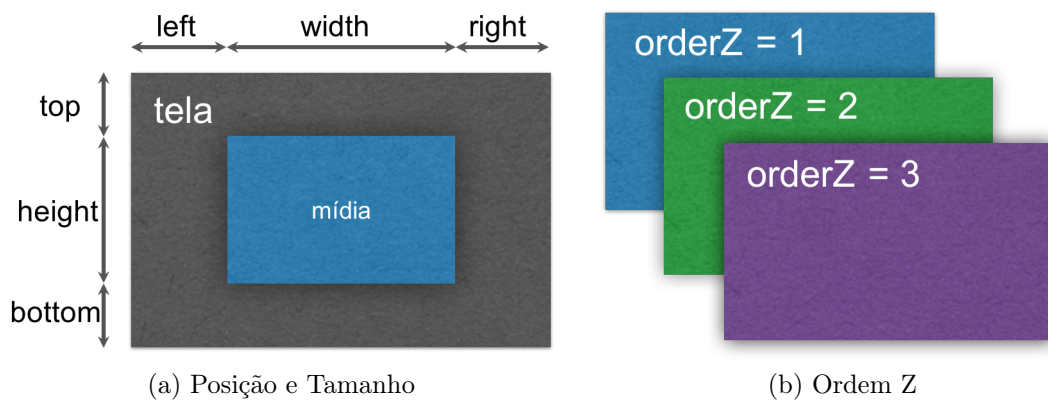 left width right
top
tela
height
mídia
bottom
(a) Posição e Tamanho
orderZ = 1
orderZ = 2
orderZ = 3
(b) Ordem Z